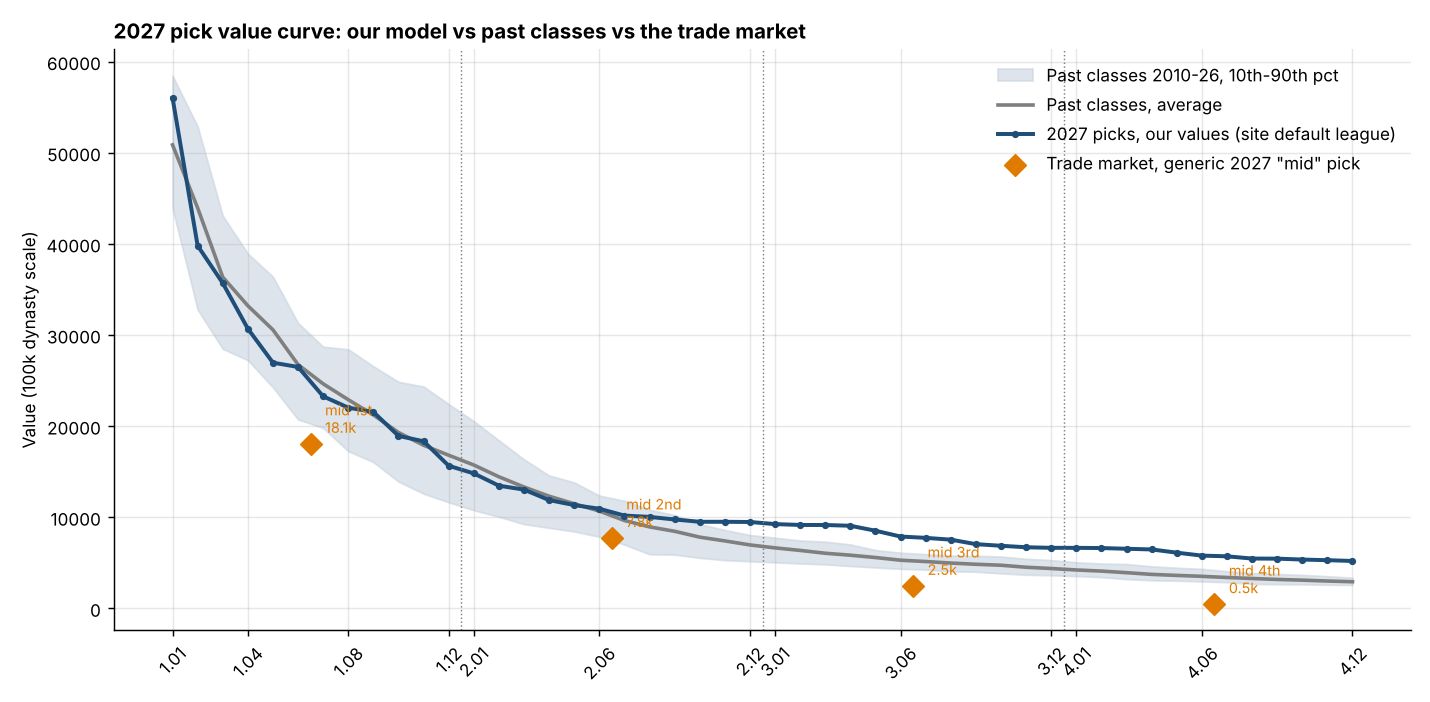 2027 pick value curve: our model vs past classes vs the trade market
Past classes 2010-26, 10th-90th pct
Past classes, average
2027 picks, our values (site default league)
Trade market, generic 2027 "mid" pick
Value (100k dynasty scale)
60000
50000
40000
30000
20000
10000
0
mid 1st
18.1k
mid 2nd
7.8k
mid 3rd
2.5k
mid 4th
0.5k
1.01
1.04
1.08
1.12
2.01
2.06
2.12
3.01
3.06
3.12
4.01
4.06
4.12